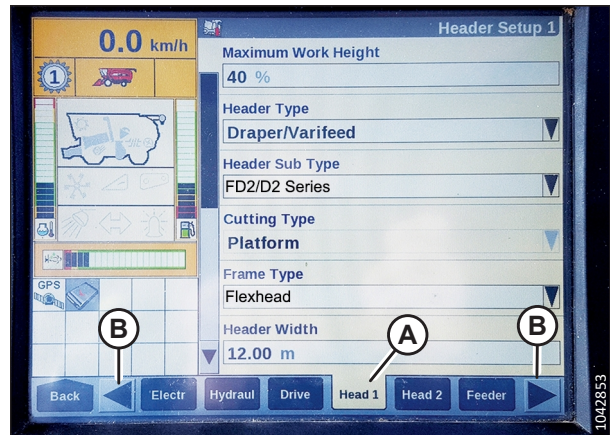 0.0 km/h
1
GPS
Header Setup 1
Maximum Work Height
40 %
Header Type
Draper/Varifeed
Header Sub Type
FD2/D2 Series
Cutting Type
Platform
Frame Type
Flexhead
Header Width
12.00 m
B
A
B
Back
Electr
Hydraul
Drive
Head 1
Head 2
Feeder
1042853